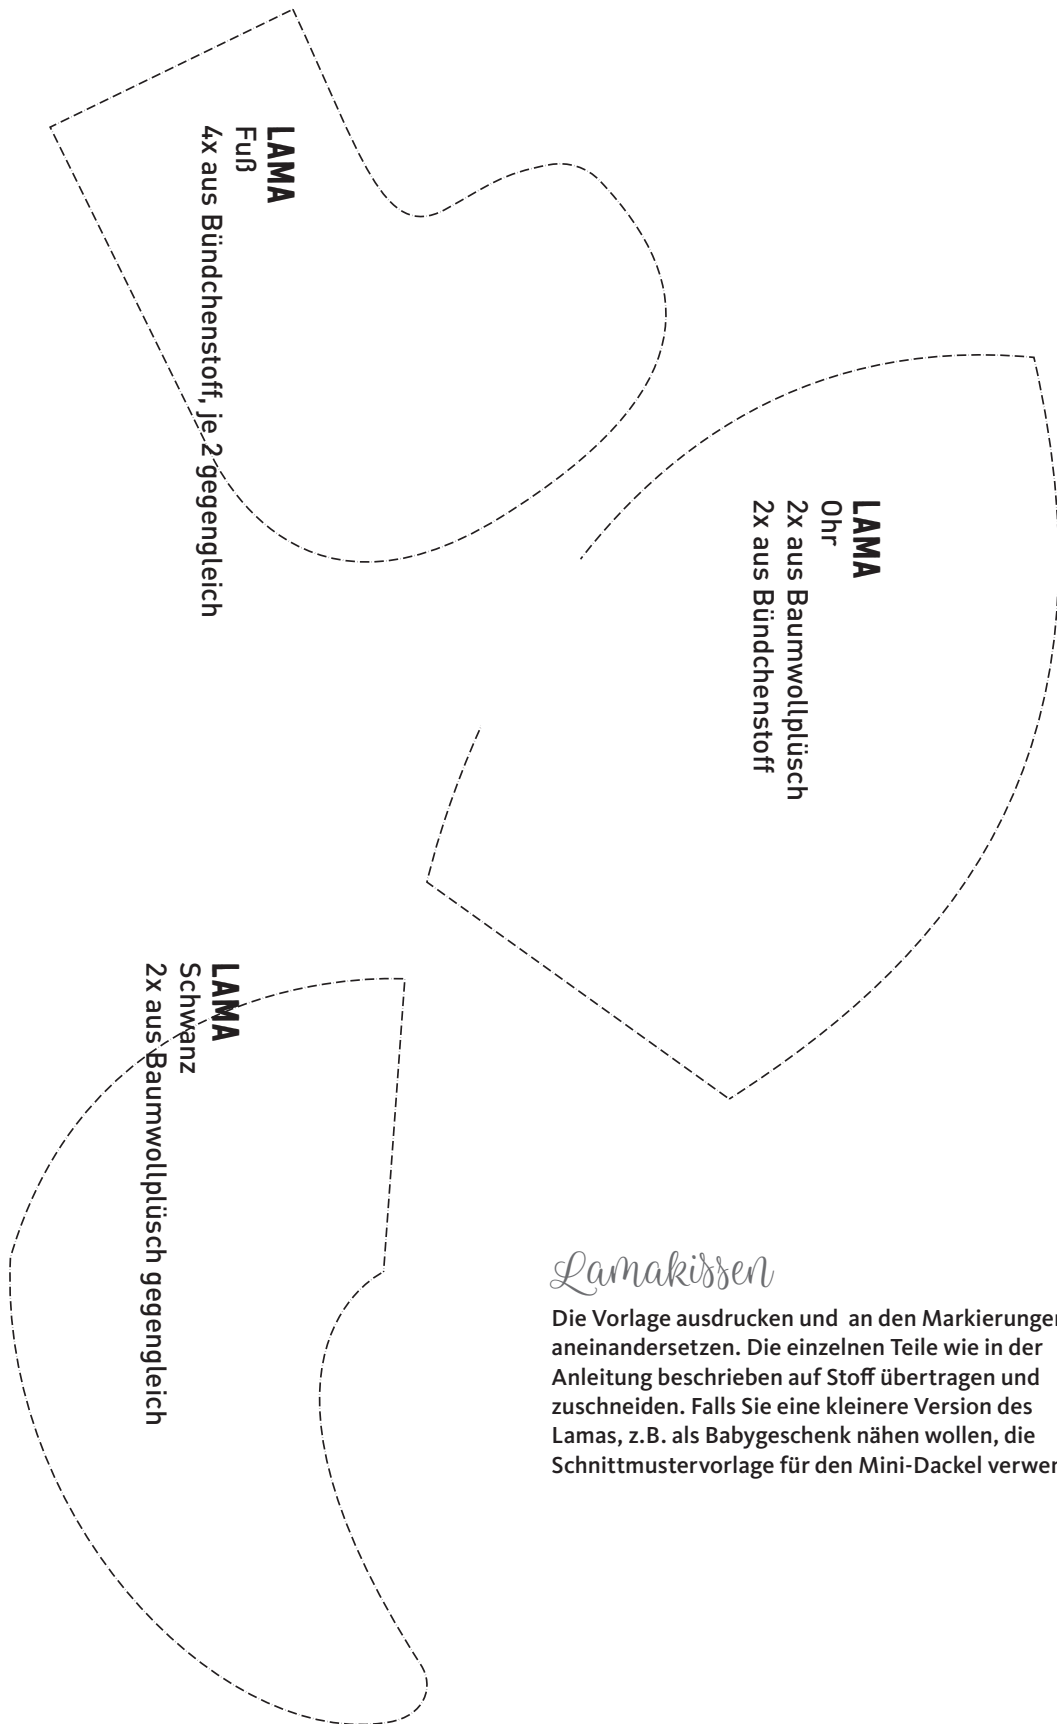 LAMA
Fuß
4x aus Bündchenstoff, je 2 gegengleich
LAMA
Ohr
2x aus Baumwollplüsch
2x aus Bündchenstoff
LAMA
Schwanz
2x aus Baumwollplüsch gegengleich
Lamakissen
Die Vorlage ausdrucken und an den Markierungen
aneinandersetzen. Die einzelnen Teile wie in der
Anleitung beschrieben auf Stoff übertragen und
zuschneiden. Falls Sie eine kleinere Version des
Lamas, z.B. als Babygeschenk nähen wollen, die
Schnittmustervorlage für den Mini-Dackel